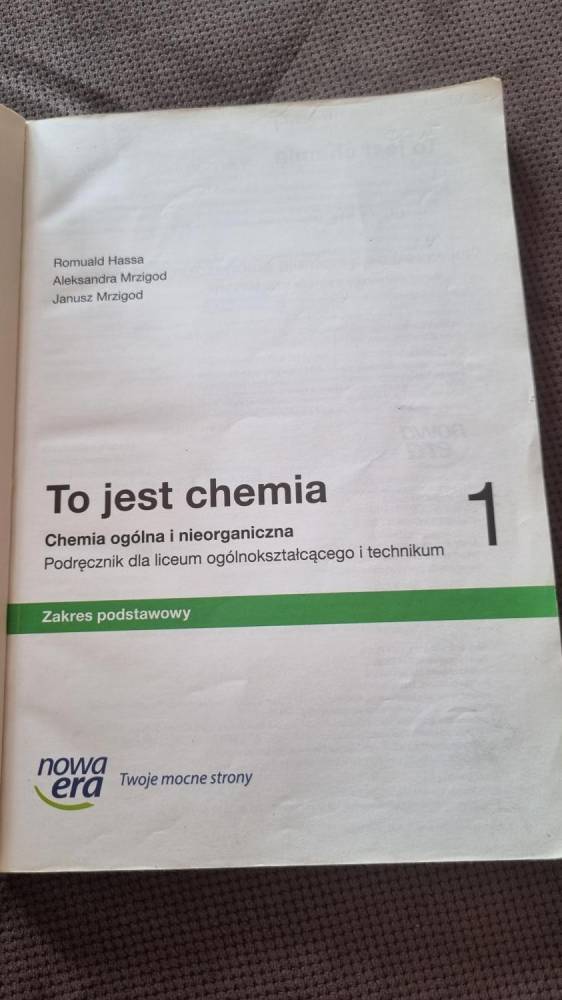 Romuald Hassa
Aleksandra Mrzigod
Janusz Mrzigod
To jest chemia 1
Chemia ogólna i nieorganiczna
Podręcznik dla liceum ogólnokształcącego i technikum
Zakres podstawowy
nowa
era
Twoje mocne strony